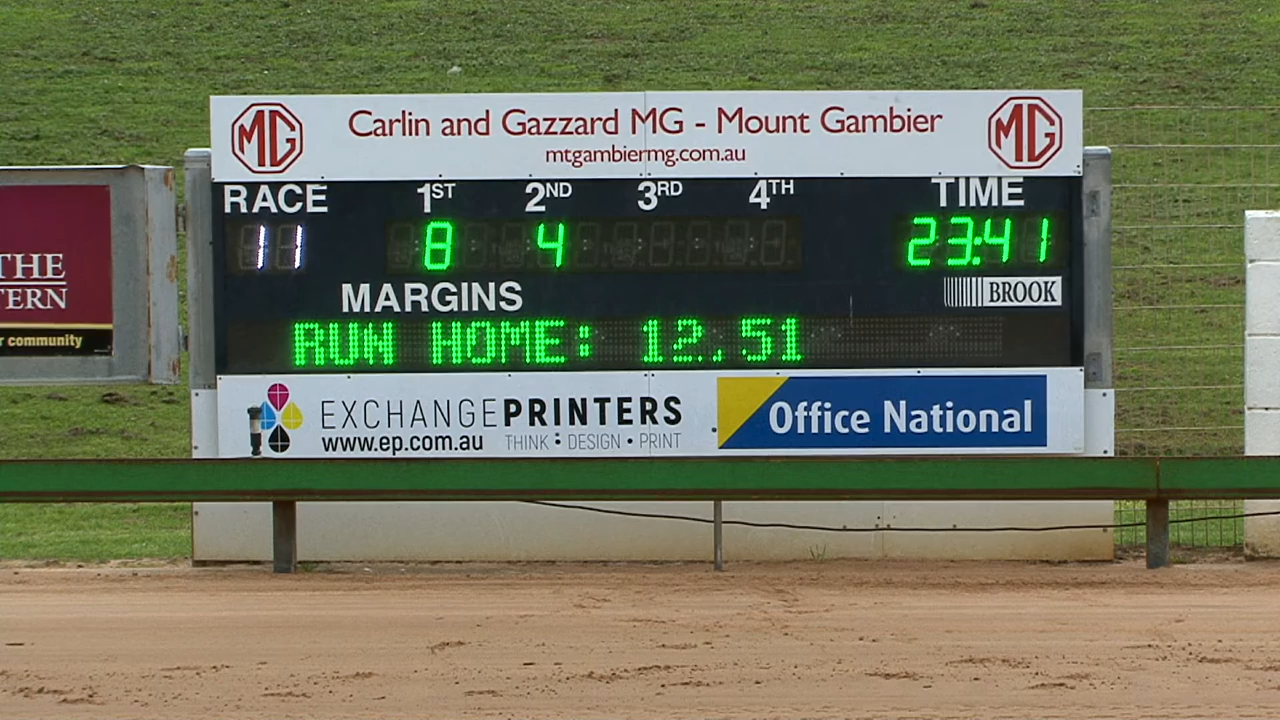 MG Carlin and Gazzard MG - Mount Gambier MG
mtgambiermg.com.au
RACE 1ST 2ND 3RD 4TH TIME
11 8 4 23:41
BROOK
MARGINS
RUN HOME: 12.51
EXCHANGEPRINTERS
www.ep.com.au THINK : DESIGN • PRINT
Office National
THE
community